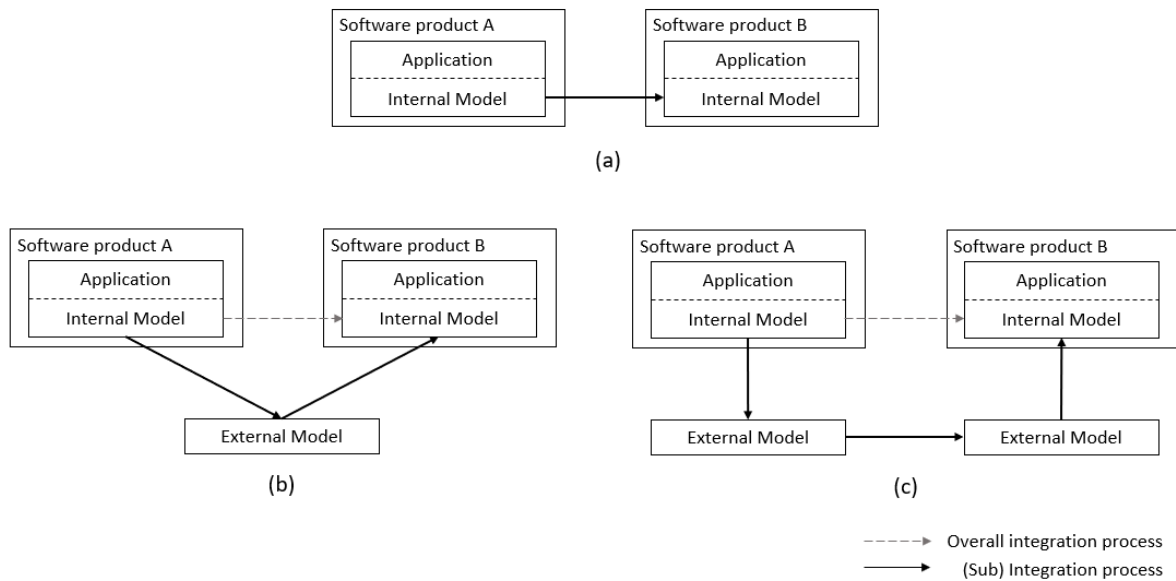 Software product A
Application
Internal Model
Software product B
Application
Internal Model
(a)
Software product A
Application
Internal Model
Software product B
Application
Internal Model
External Model
(b)
Software product A
Application
Internal Model
Software product B
Application
Internal Model
External Model
External Model
(c)
Overall integration process
(Sub) Integration process